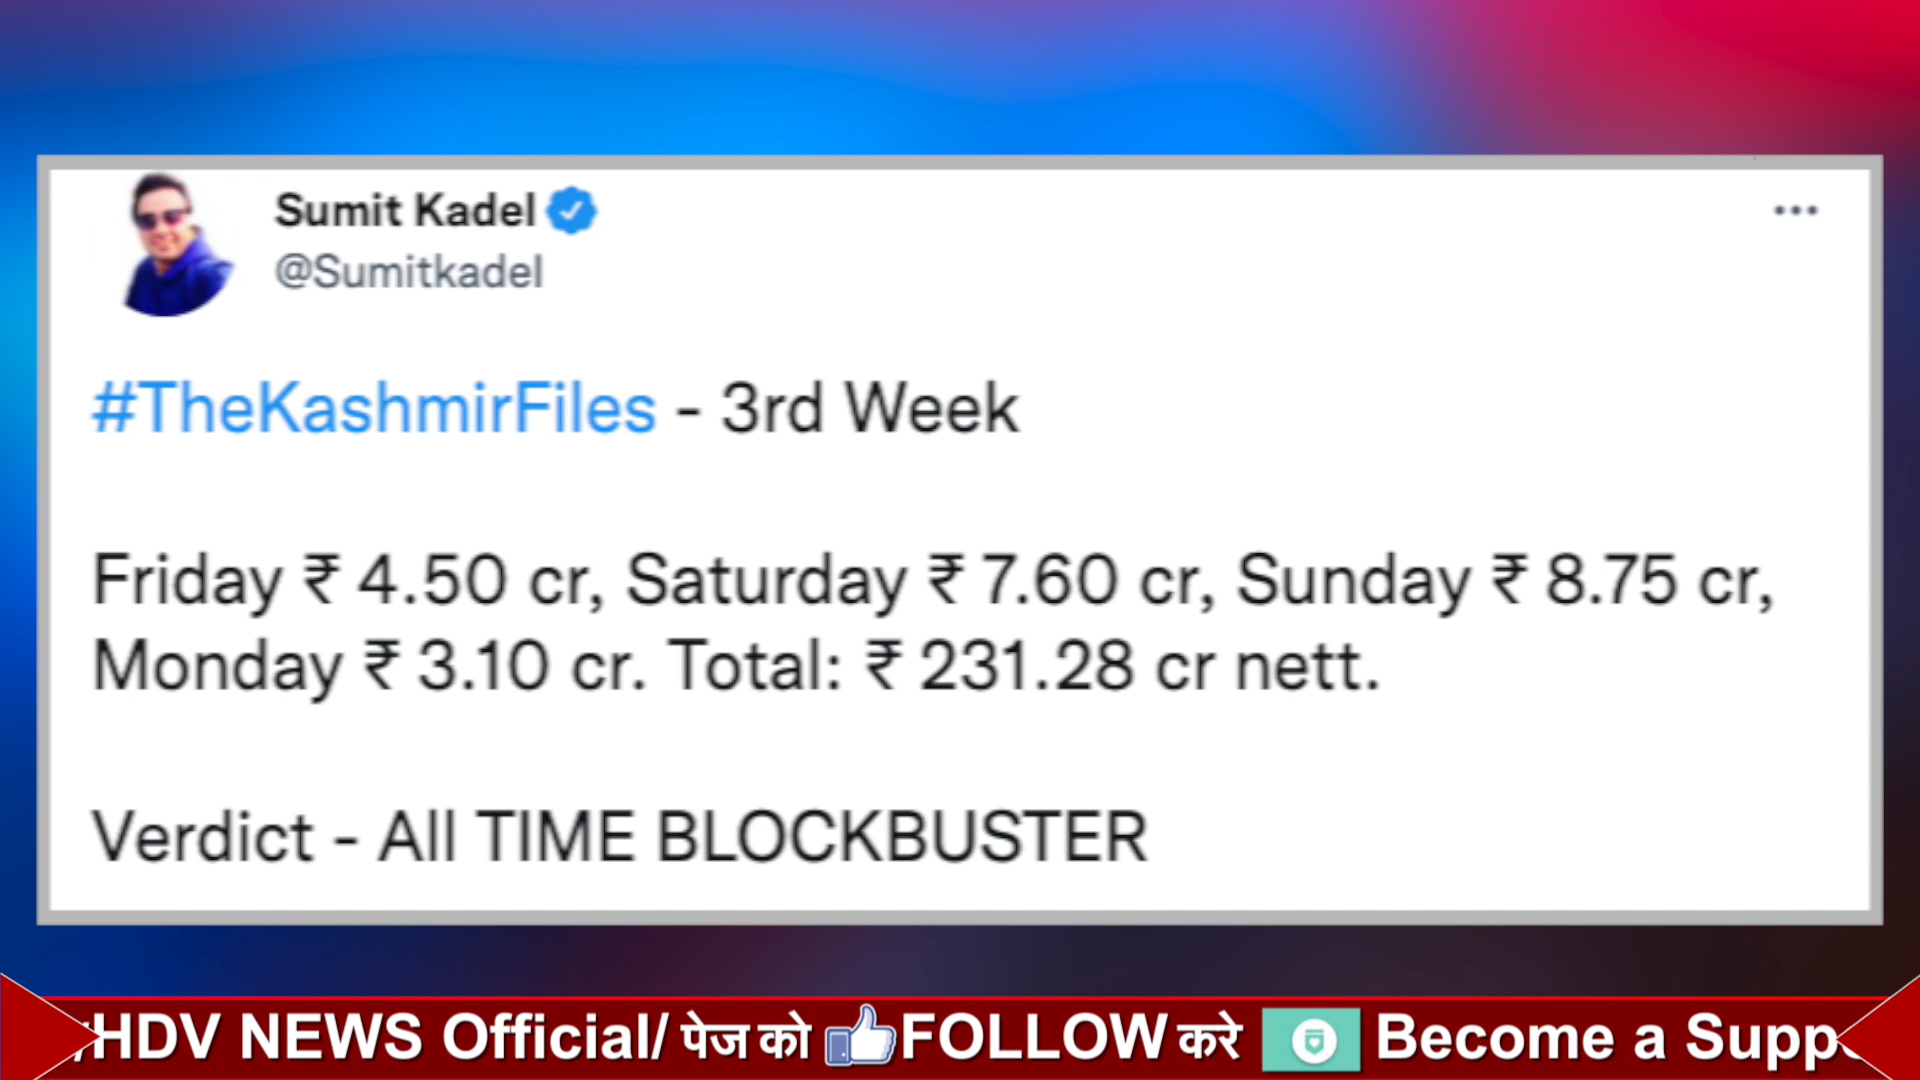 Sumit Kadel
@Sumitkadel
#TheKashmirFiles - 3rd Week
Friday ₹ 4.50 cr, Saturday ₹ 7.60 cr, Sunday ₹ 8.75 cr,
Monday ₹ 3.10 cr. Total: ₹ 231.28 cr nett.
Verdict - All TIME BLOCKBUSTER
/HDV NEWS Official/ पेज को FOLLOW करे Become a Supp